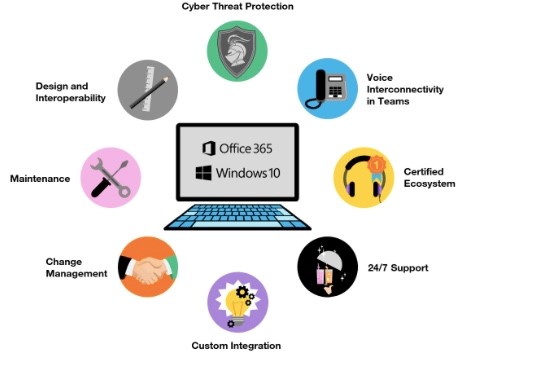 Cyber Threat Protection
Design and
Interoperability
Voice
Interconnectivity
in Teams
Office 365
Windows 10
Maintenance
Certified
Ecosystem
1
Change
Management
24/7 Support
Custom Integration